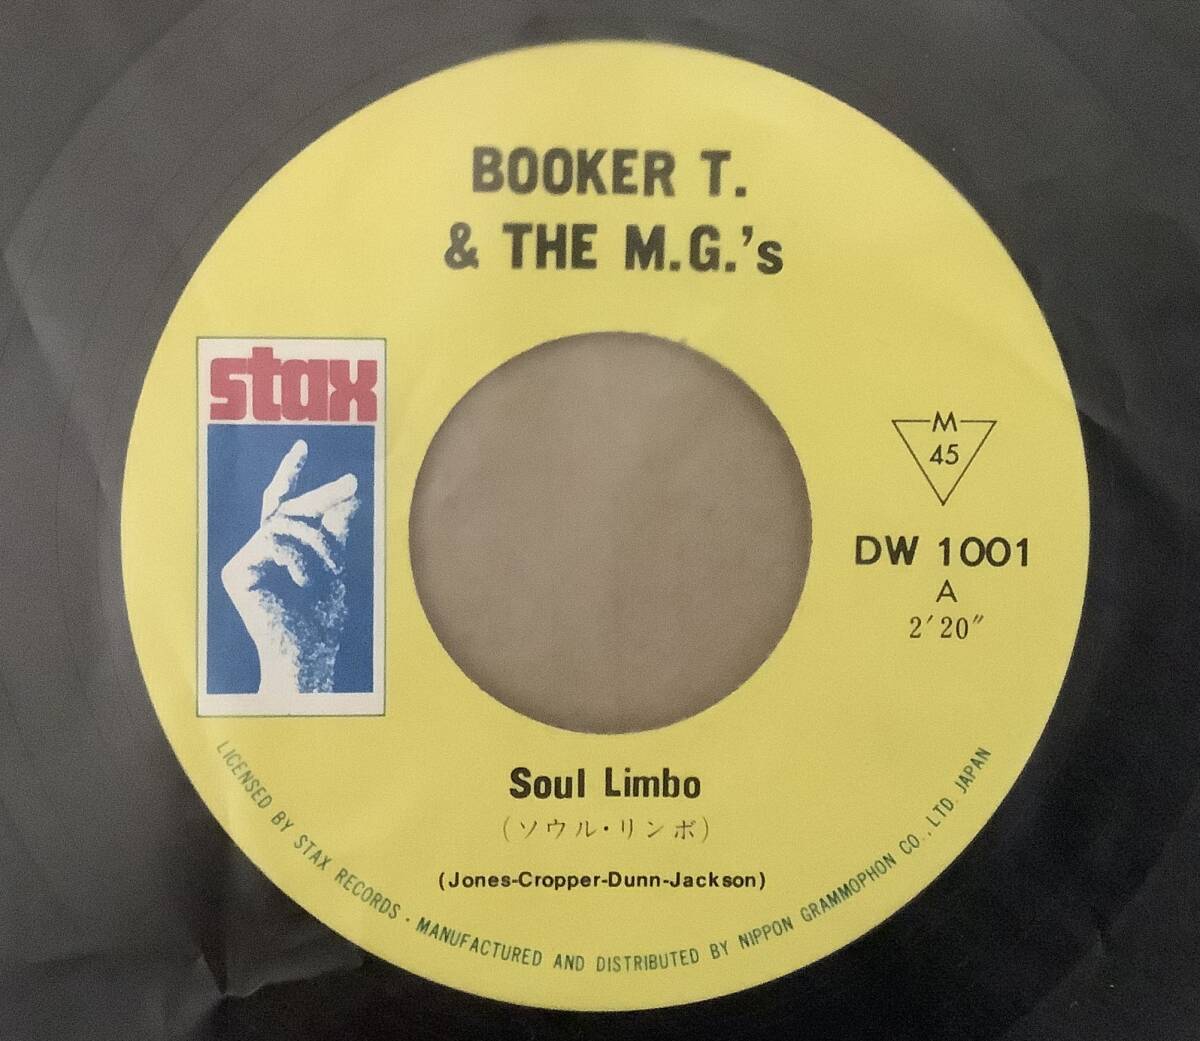 BOOKER T.
& THE M.G.'s
stax
M
45
DW 1001
A
2'20"
Soul Limbo
(ソウル・リンボ)
(Jones-Cropper-Dunn-Jackson)
LICENSED BY STAX RECORDS · MANUFACTURED AND DISTRIBUTED BY NIPPON GRAMMOPHON CO., LTD. JAPAN